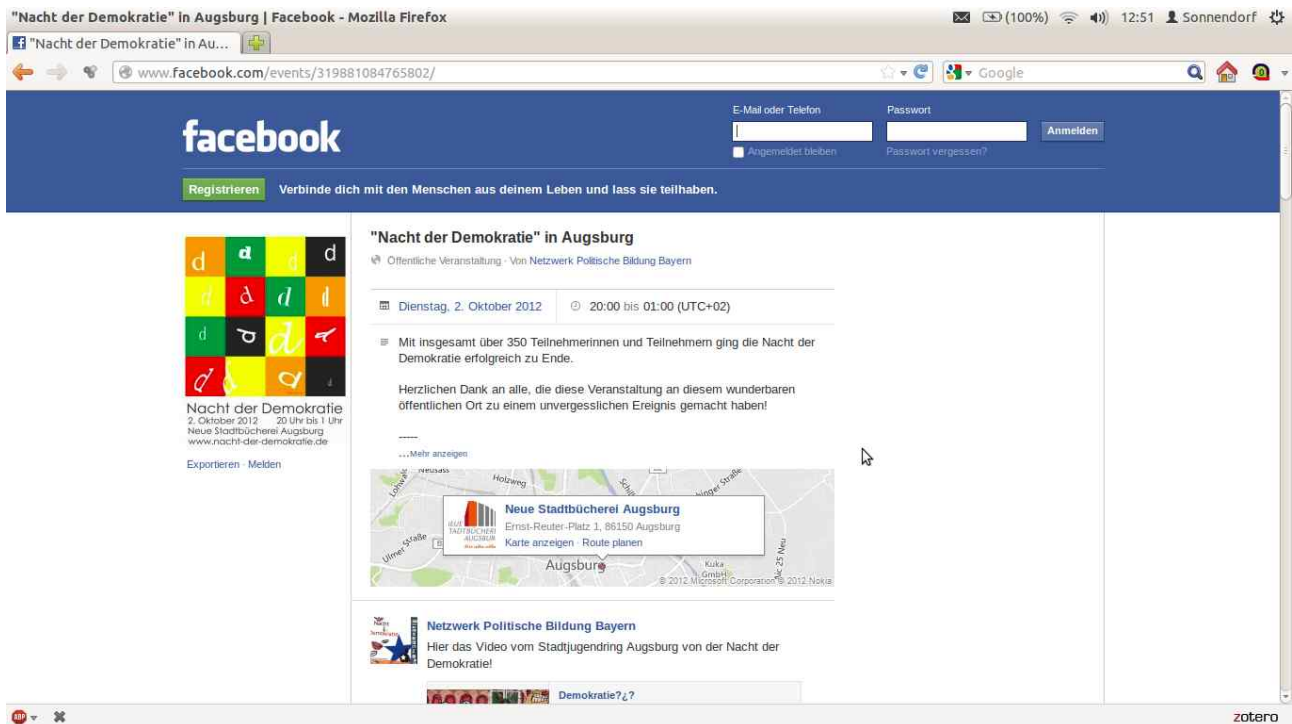 "Nacht der Demokratie" in Augsburg | Facebook - Mozilla Firefox
(100%) 12:51 Sonnendorf
"Nacht der Demokratie" in Au...
www.facebook.com/events/319881084765802/
Google
E-Mail oder Telefon
Passwort
facebook
Anmelden
Angemeldet bleiben
Passwort vergessen?
Registrieren
Verbinde dich mit den Menschen aus deinem Leben und lass sie teilhaben.
d d d d
d d d d
d d d d
d d d d
Nacht der Demokratie
2. Oktober 2012 20 Uhr bis 1 Uhr
Neue Stadtbücherei Augsburg
www.nacht-der-demokratie.de
Exportieren · Melden
"Nacht der Demokratie" in Augsburg
Öffentliche Veranstaltung · Von Netzwerk Politische Bildung Bayern
Dienstag, 2. Oktober 2012
20:00 bis 01:00 (UTC+02)
Mit insgesamt über 350 Teilnehmerinnen und Teilnehmern ging die Nacht der
Demokratie erfolgreich zu Ende.
Herzlichen Dank an alle, die diese Veranstaltung an diesem wunderbaren
öffentlichen Ort zu einem unvergesslichen Ereignis gemacht haben!
-----
...Mehr anzeigen
Neusäß
Holzweg
Ulmer Straße
Neue Stadtbücherei Augsburg
Ernst-Reuter-Platz 1, 86150 Augsburg
Karte anzeigen · Route planen
Augsburg
Kuka
GmbH
© 2012 Microsoft Corporation © 2012 Nokia
Netzwerk Politische Bildung Bayern
Hier das Video vom Stadtjugendring Augsburg von der Nacht der
Demokratie!
Demokratie?¿?
ABP
zotero